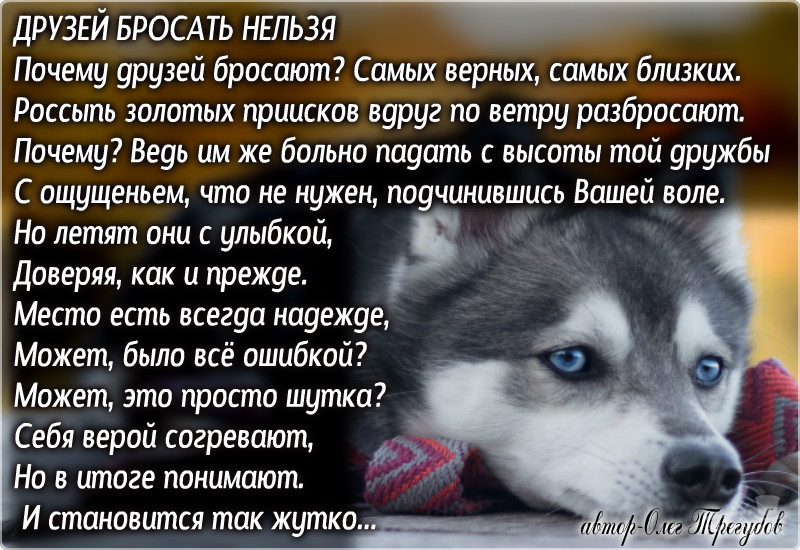 ДРУЗЕЙ БРОСАТЬ НЕЛЬЗЯ
Почему друзей бросают? Самых верных, самых близких.
Россыпь золотых приисков вдруг по ветру разбросают.
Почему? Ведь им же больно падать с высоты той дружбы
С ощущеньем, что не нужен, подчинившись Вашей воле.
Но летят они с улыбкой,
Доверяя, как и прежде.
Место есть всегда надежде,
Может, было всё ошибкой?
Может, это просто шутка?
Себя верой согревают,
Но в итоге понимают.
И становится так жутко...
автор-Олег Трегубов